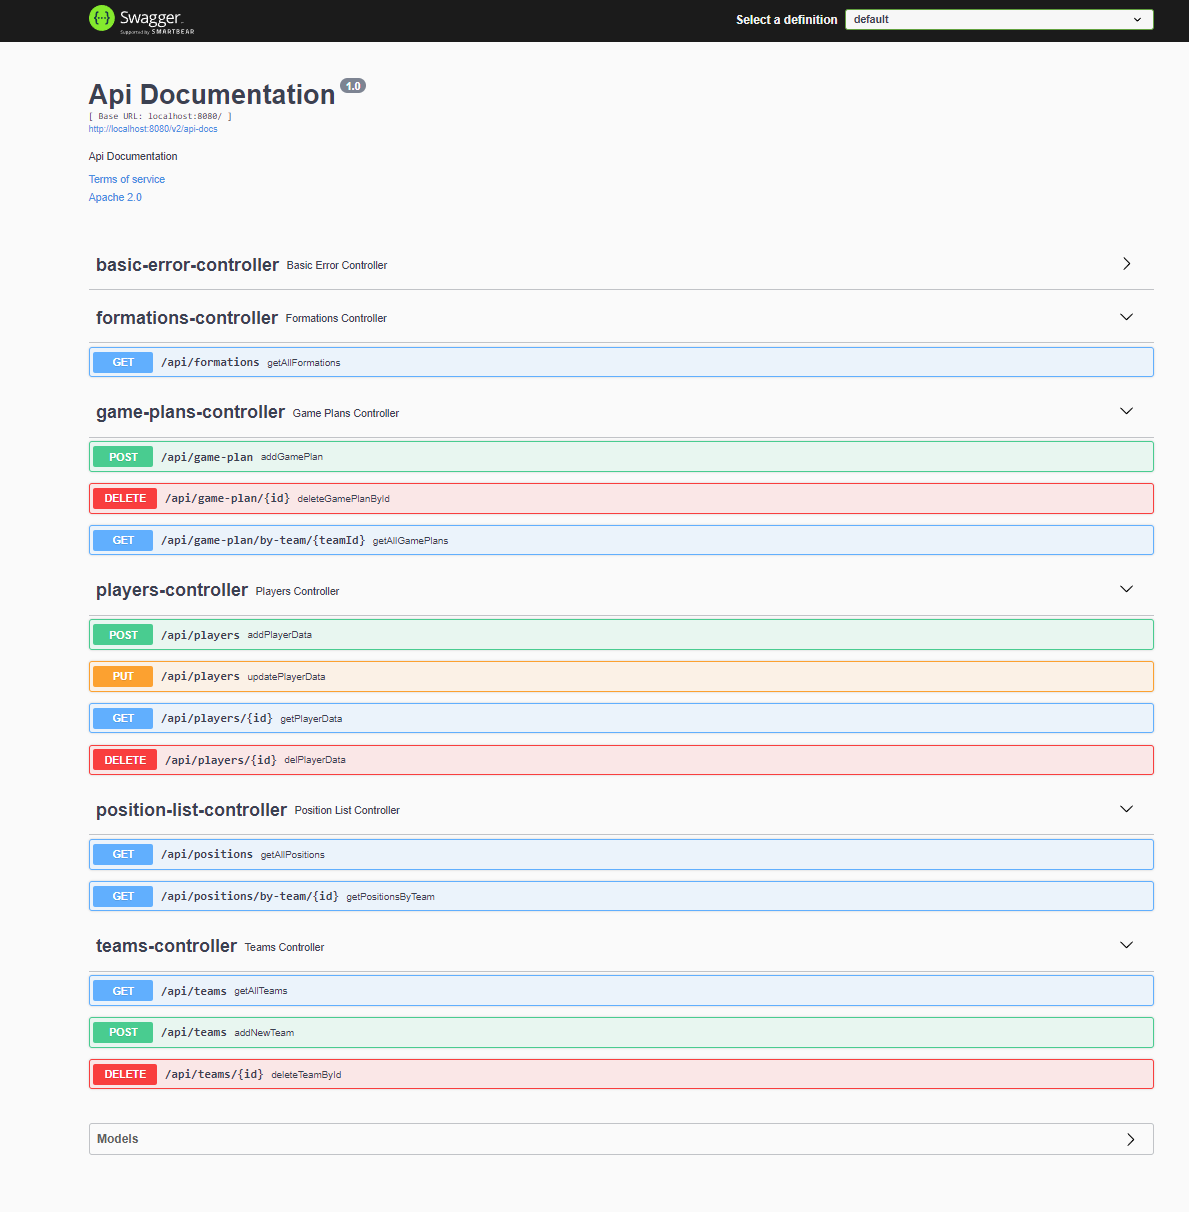 Swagger
Supported by SMARTBEAR
Select a definition
default
Api Documentation 1.0
[ Base URL: localhost:8080/ ]
http://localhost:8080/v2/api-docs
Api Documentation
Terms of service
Apache 2.0
basic-error-controller Basic Error Controller
formations-controller Formations Controller
GET /api/formations getAllFormations
game-plans-controller Game Plans Controller
POST /api/game-plan addGamePlan
DELETE /api/game-plan/{id} deleteGamePlanById
GET /api/game-plan/by-team/{teamId} getAllGamePlans
players-controller Players Controller
POST /api/players addPlayerData
PUT /api/players updatePlayerData
GET /api/players/{id} getPlayerData
DELETE /api/players/{id} delPlayerData
position-list-controller Position List Controller
GET /api/positions getAllPositions
GET /api/positions/by-team/{id} getPositionsByTeam
teams-controller Teams Controller
GET /api/teams getAllTeams
POST /api/teams addNewTeam
DELETE /api/teams/{id} deleteTeamById
Models